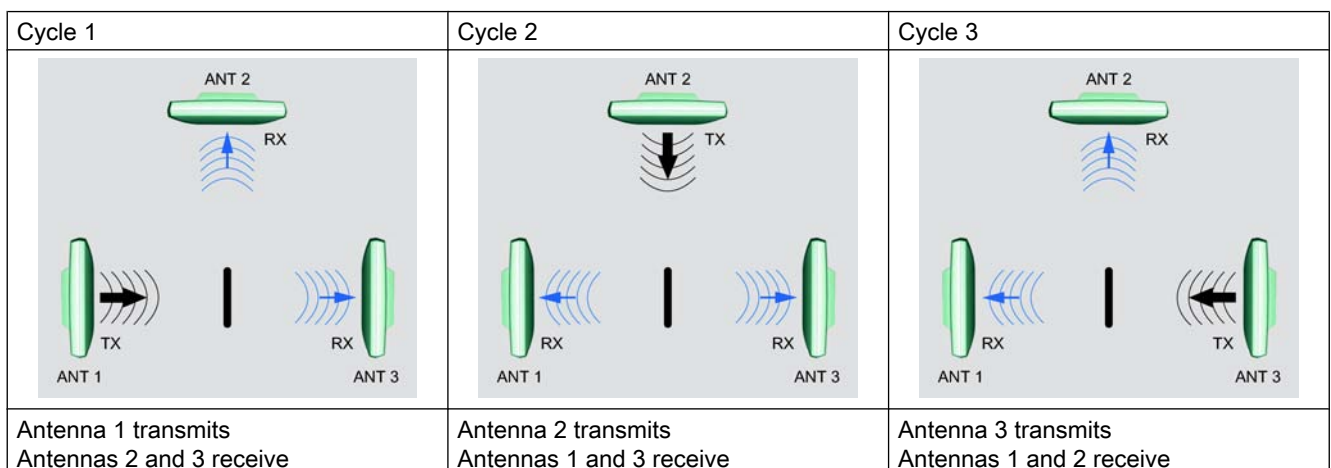 Cycle 1
Cycle 2
Cycle 3
ANT 2
RX
TX
RX
ANT 1
ANT 3
ANT 2
TX
RX
RX
ANT 1
ANT 3
ANT 2
RX
RX
TX
ANT 1
ANT 3
Antenna 1 transmits
Antennas 2 and 3 receive
Antenna 2 transmits
Antennas 1 and 3 receive
Antenna 3 transmits
Antennas 1 and 2 receive